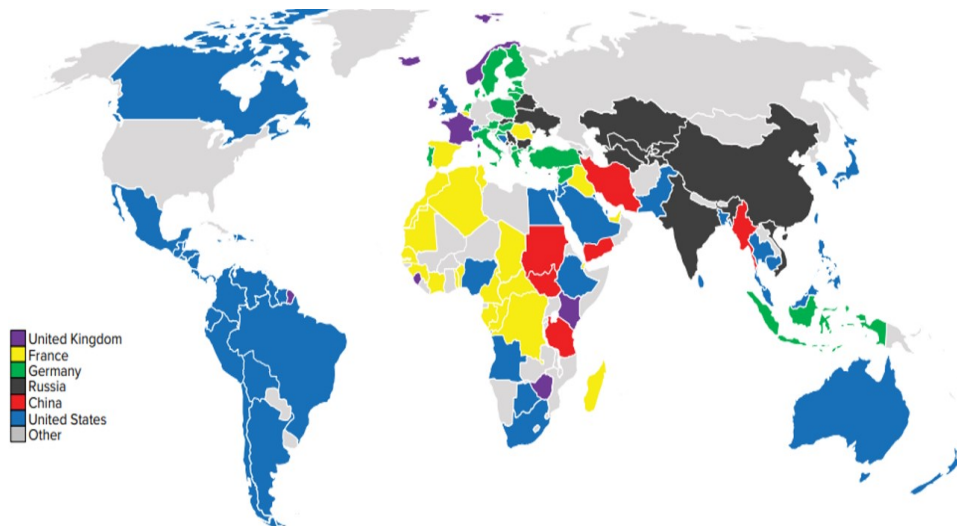 United Kingdom
France
Germany
Russia
China
United States
Other